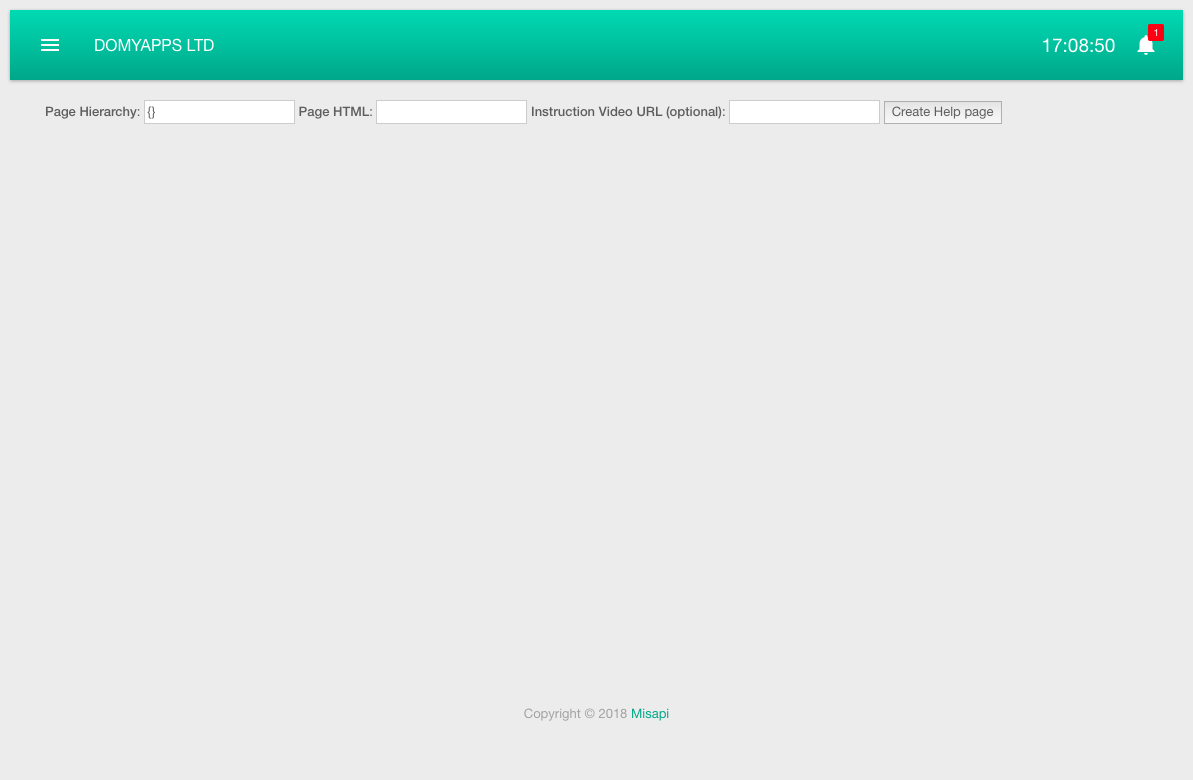 DOMYAPPS LTD 17:08:50 1
Page Hierarchy: {} Page HTML: Instruction Video URL (optional): Create Help page
Copyright © 2018 Misapi